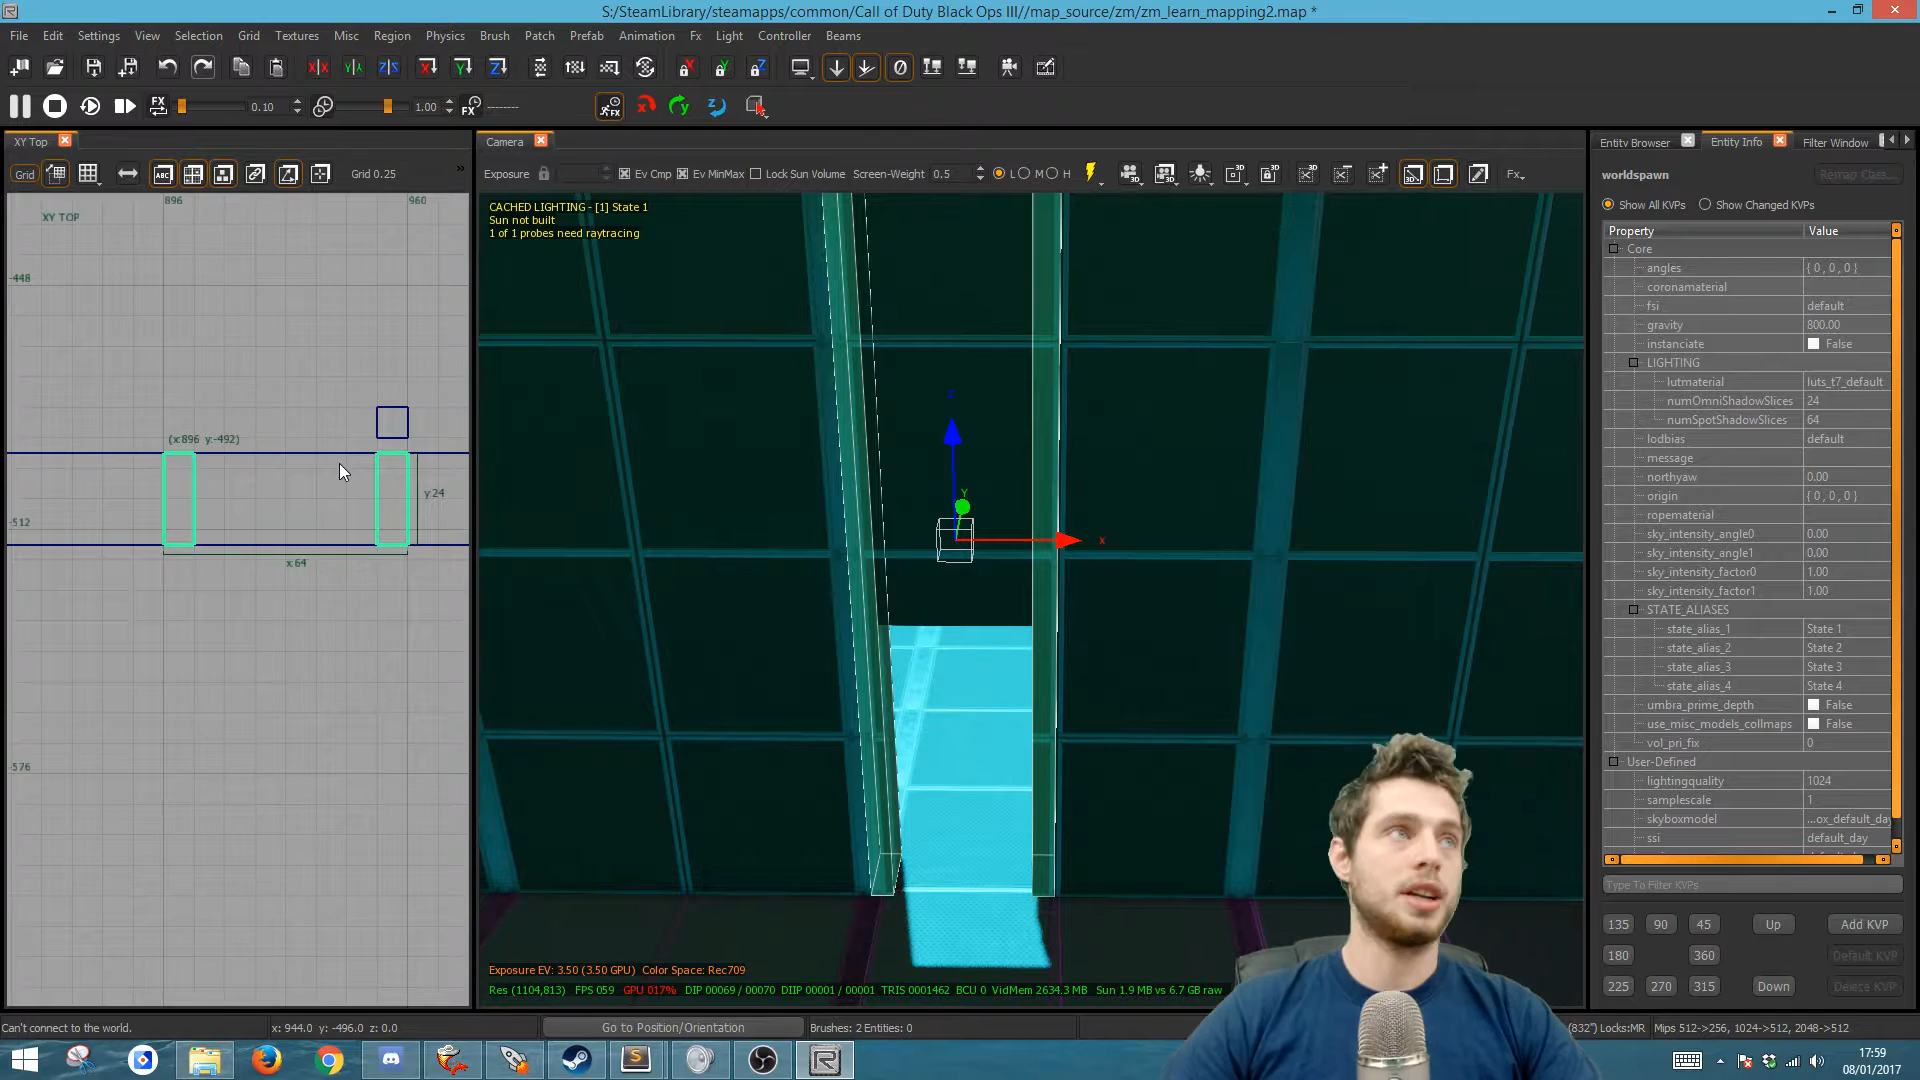 S:/SteamLibrary/steamapps/common/Call of Duty Black Ops III//map_source/zm/zm_learn_mapping2.map *
File Edit Settings View Selection Grid Textures Misc Region Physics Brush Patch Prefab Animation Fx Light Controller Beams
FX 0.10 1.00 FX --------
XY Top
Camera
Entity Browser Entity Info Filter Window
Grid ABC Grid 0.25
Exposure Ev Cmp Ev MinMax Lock Sun Volume Screen-Weight 0.5 L M H Fx
worldspawn Remap Class...
Show All KVPs Show Changed KVPs
896 960
XY TOP
CACHED LIGHTING - [1] State 1
Sun not built
1 of 1 probes need raytracing
-448
(x:896 y:-492)
y:24
-512
x:64
-576
z
Y
x
Property Value
Core
angles { 0 , 0 , 0 }
coronamaterial
fsi default
gravity 800.00
instanciate False
LIGHTING
lutmaterial luts_t7_default
numOmniShadowSlices 24
numSpotShadowSlices 64
lodbias default
message
northyaw 0.00
origin { 0 , 0 , 0 }
ropematerial
sky_intensity_angle0 0.00
sky_intensity_angle1 0.00
sky_intensity_factor0 1.00
sky_intensity_factor1 1.00
STATE_ALIASES
state_alias_1 State 1
state_alias_2 State 2
state_alias_3 State 3
state_alias_4 State 4
umbra_prime_depth False
use_misc_models_collmaps False
vol_pri_fix 0
User-Defined
lightingquality 1024
samplescale 1
skyboxmodel ...ox_default_day
ssi default_day
Type To Filter KVPs
135 90 45 Up Add KVP
180 360 Default KVP
225 270 315 Down Delete KVP
Exposure EV: 3.50 (3.50 GPU) Color Space: Rec709
Res (1104,813) FPS 059 GPU 017% DIP 00069 / 00070 DIIP 00001 / 00001 TRIS 0001462 BCU 0 VidMem 2634.3 MB Sun 1.9 MB vs 6.7 GB raw
Can't connect to the world. x: 944.0 y: -496.0 z: 0.0 Go to Position/Orientation Brushes: 2 Entities: 0 (832") Locks:MR Mips 512->256, 1024->512, 2048->512
17:59
08/01/2017